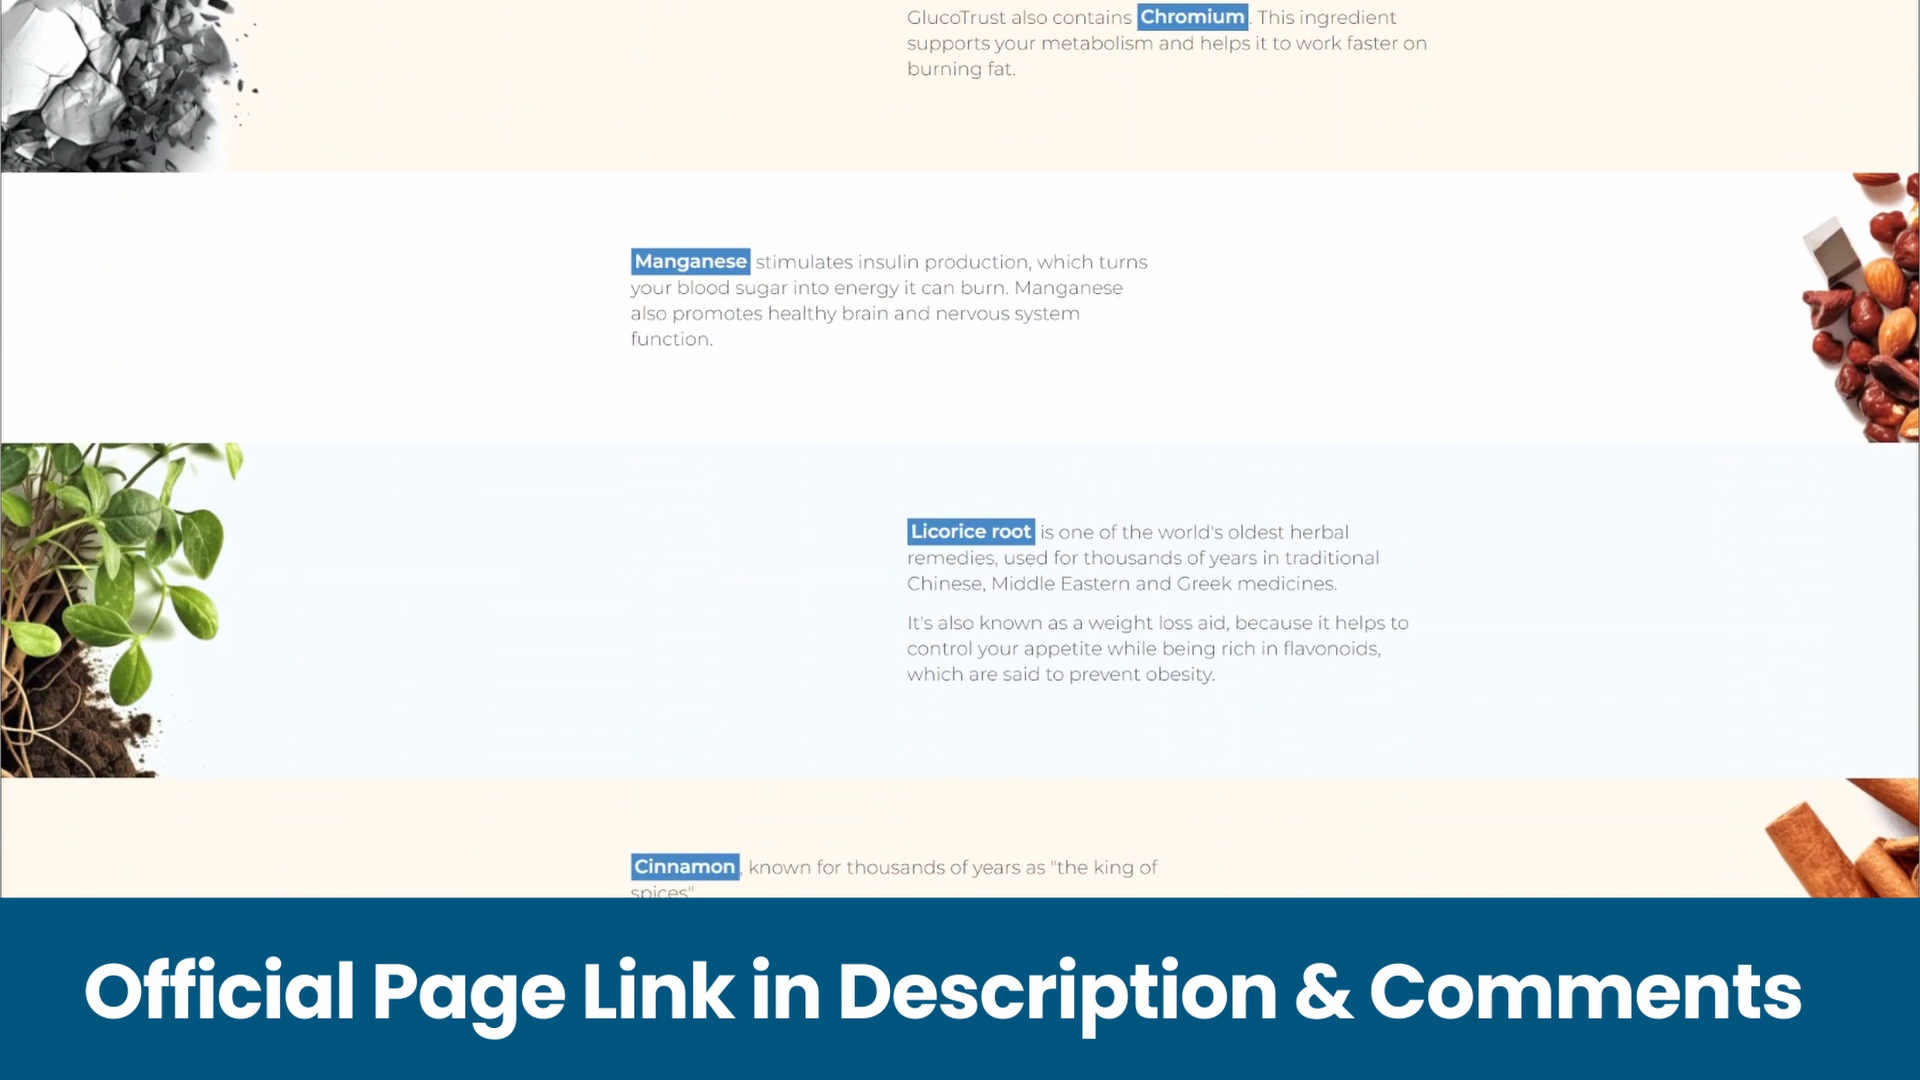 GlucoTrust also contains Chromium. This ingredient
supports your metabolism and helps it to work faster on
burning fat.
Manganese stimulates insulin production, which turns
your blood sugar into energy it can burn. Manganese
also promotes healthy brain and nervous system
function.
Licorice root is one of the world's oldest herbal
remedies, used for thousands of years in traditional
Chinese, Middle Eastern and Greek medicines.
It's also known as a weight loss aid, because it helps to
control your appetite while being rich in flavonoids,
which are said to prevent obesity.
Cinnamon, known for thousands of years as "the king of
spices"
Official Page Link in Description & Comments